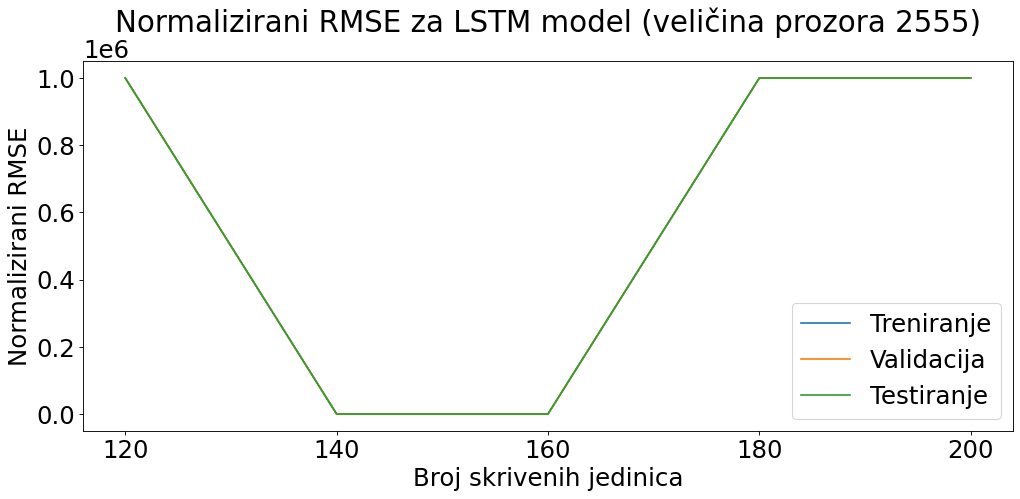 Normalizirani RMSE za LSTM model (veličina prozora 2555)
1e6
1.0
0.8
0.6
0.4
0.2
0.0
Normalizirani RMSE
120 140 160 180 200
Broj skrivenih jedinica
Treniranje
Validacija
Testiranje